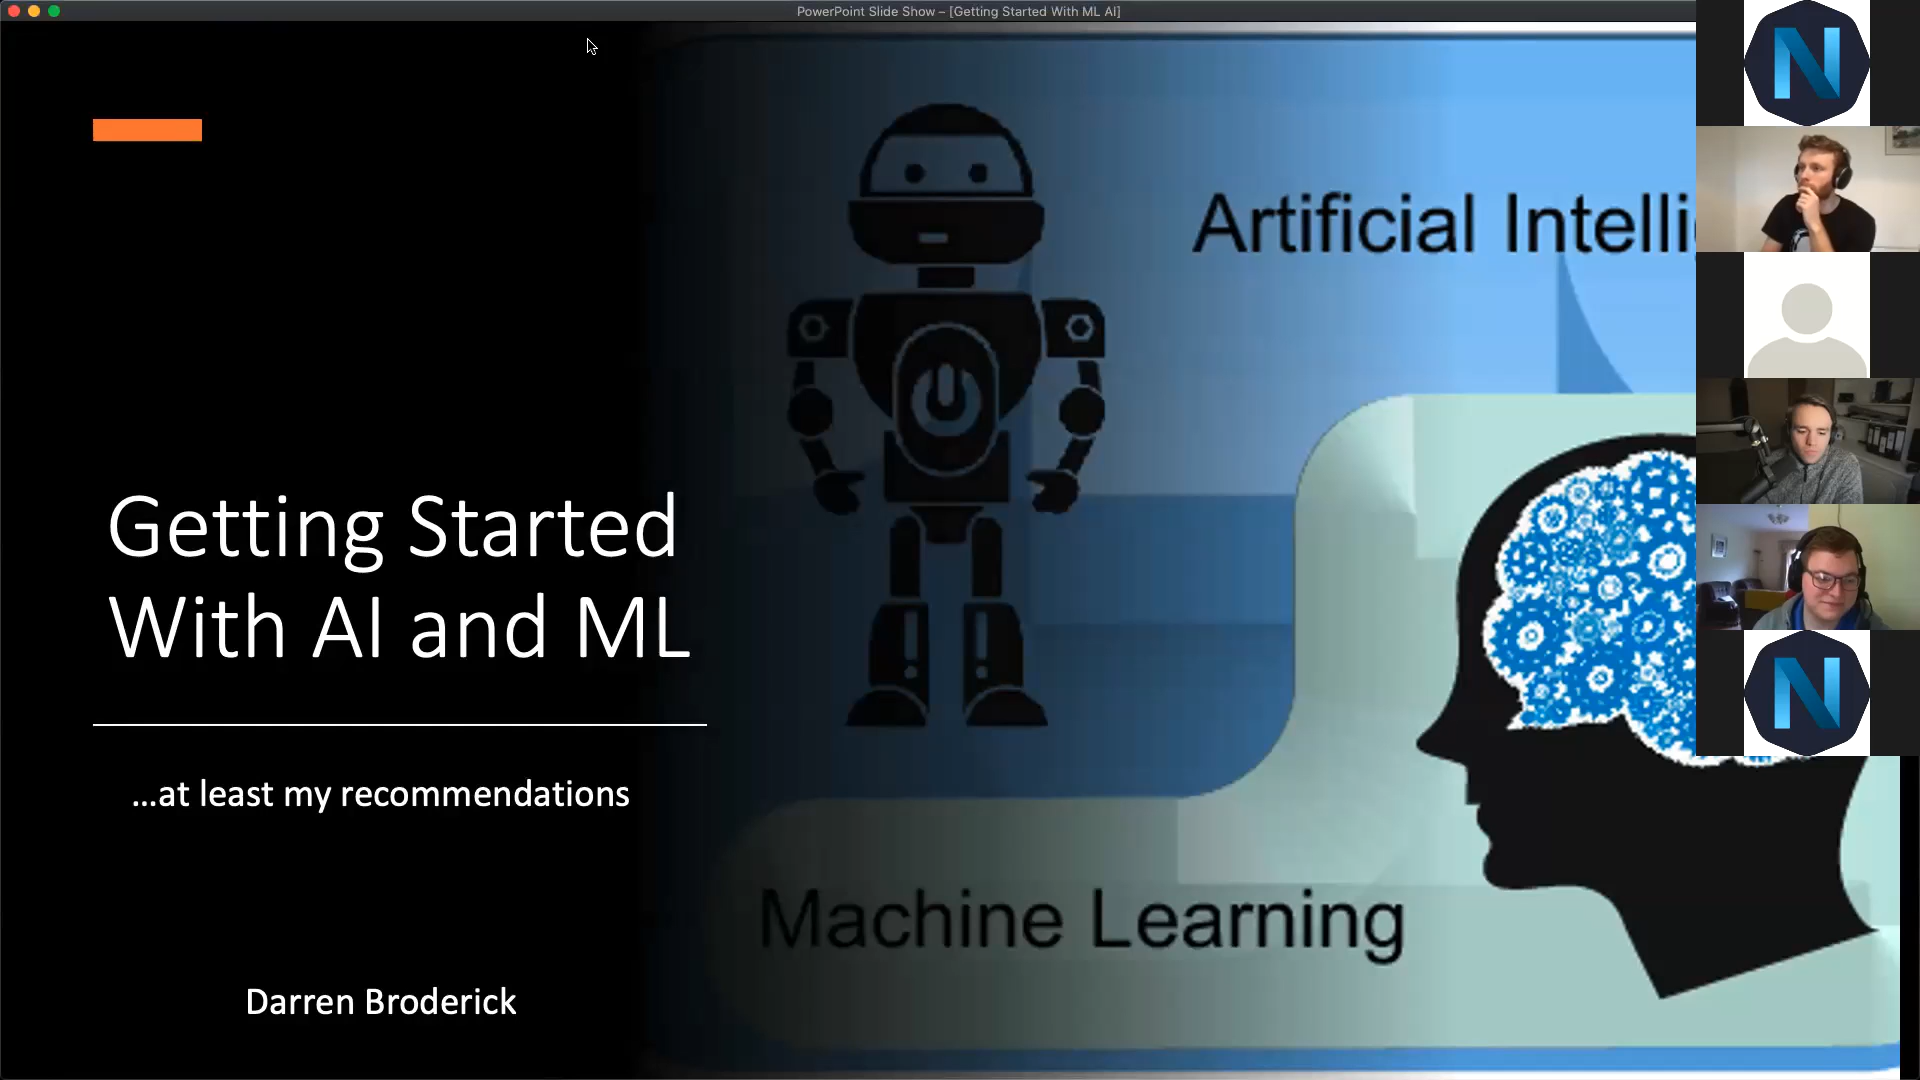 PowerPoint Slide Show – [Getting Started With ML AI]
Artificial Intelli
Getting Started
With AI and ML
...at least my recommendations
Machine Learning
Darren Broderick
N
N